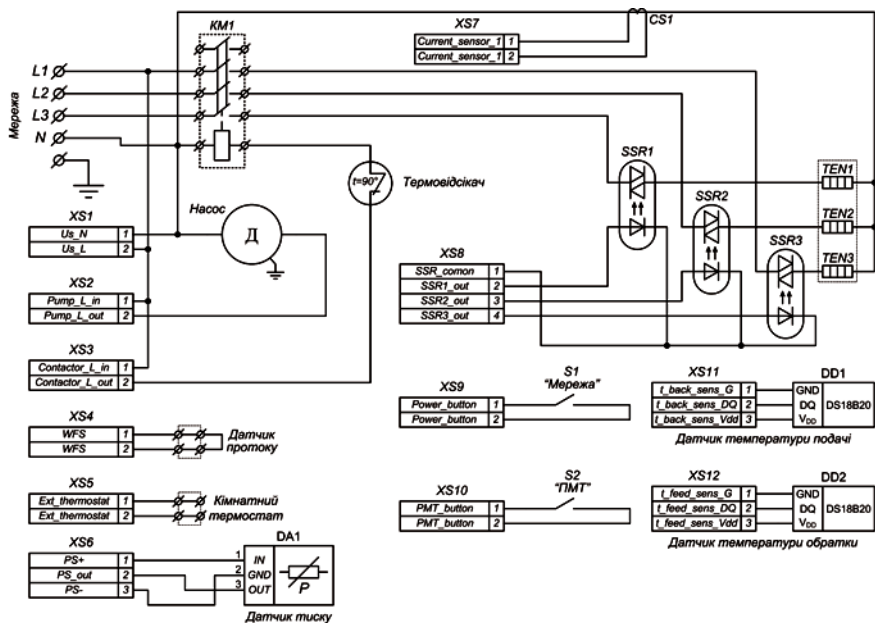 KM1
XS7
Current_sensor_1 1
Current_sensor_1 2
CS1
Мережа
L1
L2
L3
N
t=90°
Термовідсікач
SSR1
SSR2
SSR3
TEN1
TEN2
TEN3
XS1
Us_N 1
Us_L 2
Насос
Д
XS2
Pump_L_in 1
Pump_L_out 2
XS3
Contactor_L_in 1
Contactor_L_out 2
XS8
SSR_comon 1
SSR1_out 2
SSR2_out 3
SSR3_out 4
XS4
WFS 1
WFS 2
Датчик
протоку
XS5
Ext_thermostat 1
Ext_thermostat 2
Кімнатний
термостат
XS6
PS+ 1
PS_out 2
PS- 3
DA1
1 IN
2 GND
3 OUT
P
Датчик тиску
XS9
Power_button 1
Power_button 2
S1
"Мережа"
XS10
PMT_button 1
PMT_button 2
S2
"ПМТ"
XS11
t_back_sens_G 1
t_back_sens_DQ 2
t_back_sens_Vdd 3
DD1
GND
DQ
VDD
DS18B20
Датчик температури подачі
XS12
t_feed_sens_G 1
t_feed_sens_DQ 2
t_feed_sens_Vdd 3
DD2
GND
DQ
VDD
DS18B20
Датчик температури обратки